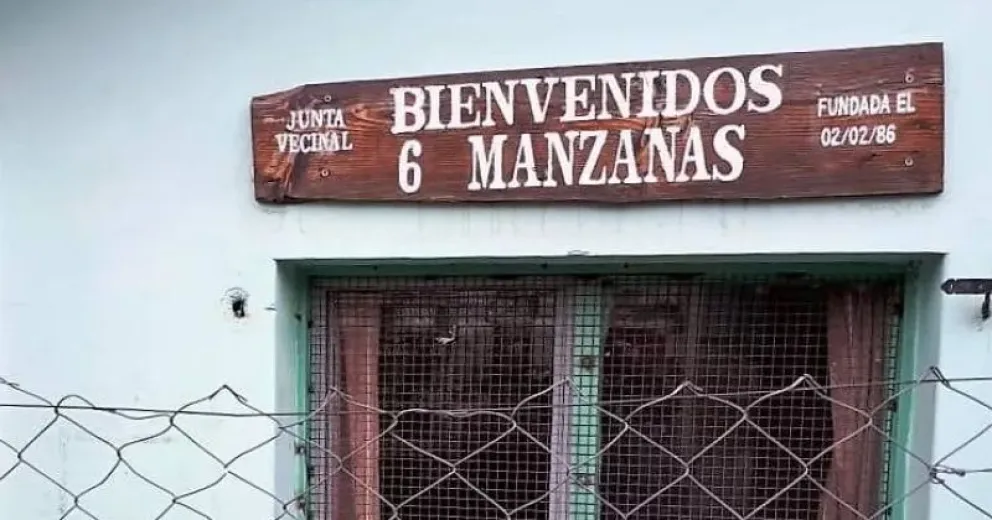 JUNTA
VECINAL
BIENVENIDOS
6 MANZANAS
FUNDADA EL
02/02/86